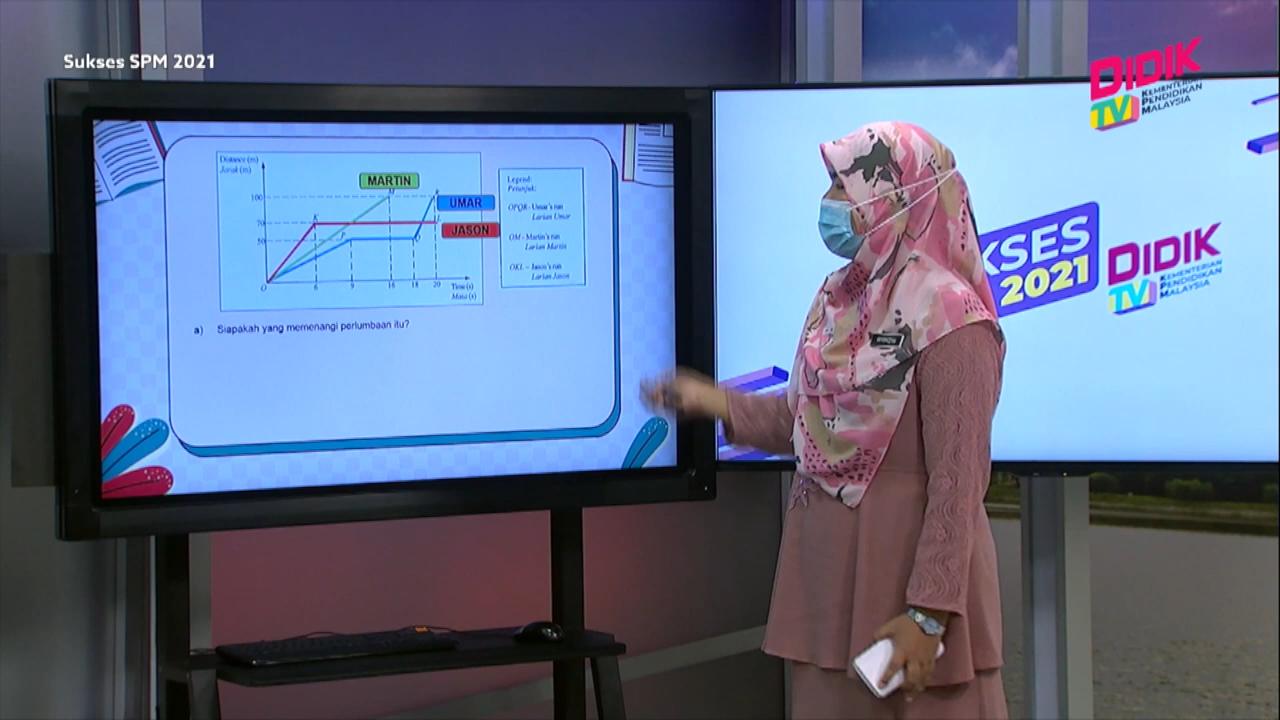 Sukses SPM 2021
DIDIK
TV
KEMENTERIAN
PENDIDIKAN
MALAYSIA
Distance (m)
Jarak (m)
MARTIN
M
R
100
UMAR
K
L
70
JASON
P
Q
50
O
6
9
16
18
20
Time (s)
Masa (s)
Legend:
Petunjuk:
OPQR- Umar's run
Larian Umar
OM - Martin's run
Larian Martin
OKL - Jason's run
Larian Jason
a) Siapakah yang memenangi perlumbaan itu?
KSES
2021
DIDIK
TV
KEMENTERIAN
PENDIDIKAN
MALAYSIA